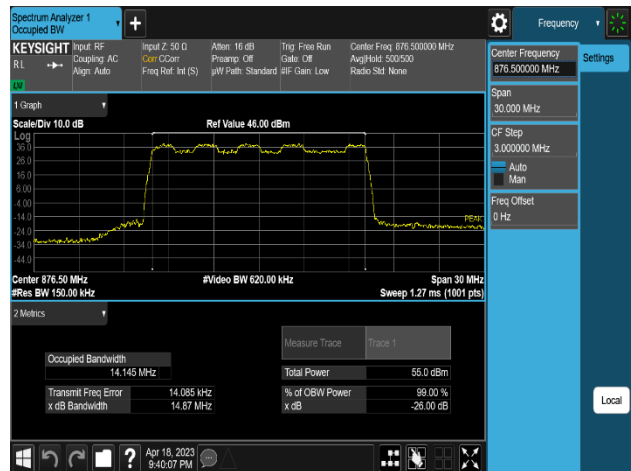 Spectrum Analyzer 1
Occupied BW
+
Frequency
KEYSIGHT
R L
LW
Input: RF
Coupling: AC
Align: Auto
Input Z: 50 Ω
Corr CCorr
Freq Ref: Int (S)
Atten: 16 dB
Preamp: Off
µW Path: Standard
Trig: Free Run
Gate: Off
#IF Gain: Low
Center Freq: 876.500000 MHz
Avg|Hold: 500/500
Radio Std: None
Center Frequency
876.500000 MHz
Settings
Span
30.000 MHz
CF Step
3.000000 MHz
Auto
Man
Freq Offset
0 Hz
Local
1 Graph
Scale/Div 10.0 dB
Ref Value 46.00 dBm
Log
36.0
26.0
16.0
6.00
-4.00
-14.0
-24.0
-34.0
-44.0
PEAK
Center 876.50 MHz
#Res BW 150.00 kHz
#Video BW 620.00 kHz
Span 30 MHz
Sweep 1.27 ms (1001 pts)
2 Metrics
Measure Trace
Trace 1
Occupied Bandwidth
14.145 MHz
Total Power
55.0 dBm
Transmit Freq Error
14.085 kHz
% of OBW Power
99.00 %
x dB Bandwidth
14.87 MHz
x dB
-26.00 dB
?
Apr 18, 2023
9:40:07 PM